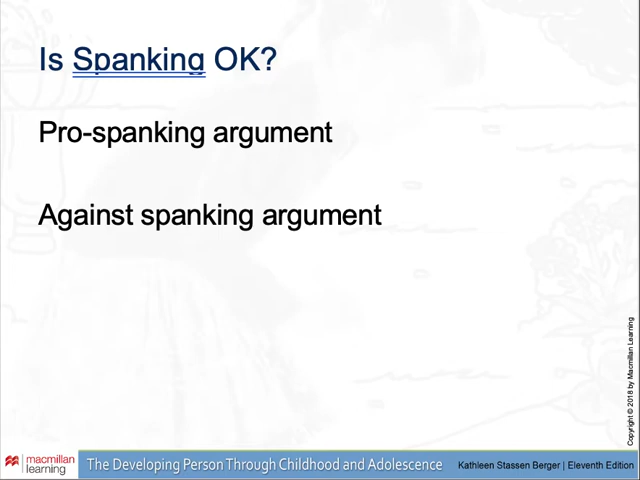 Is Spanking OK?
Pro-spanking argument
Against spanking argument
Copyright © 2018 by Macmillan Learning
macmillan
learning
The Developing Person Through Childhood and Adolescence
Kathleen Stassen Berger | Eleventh Edition